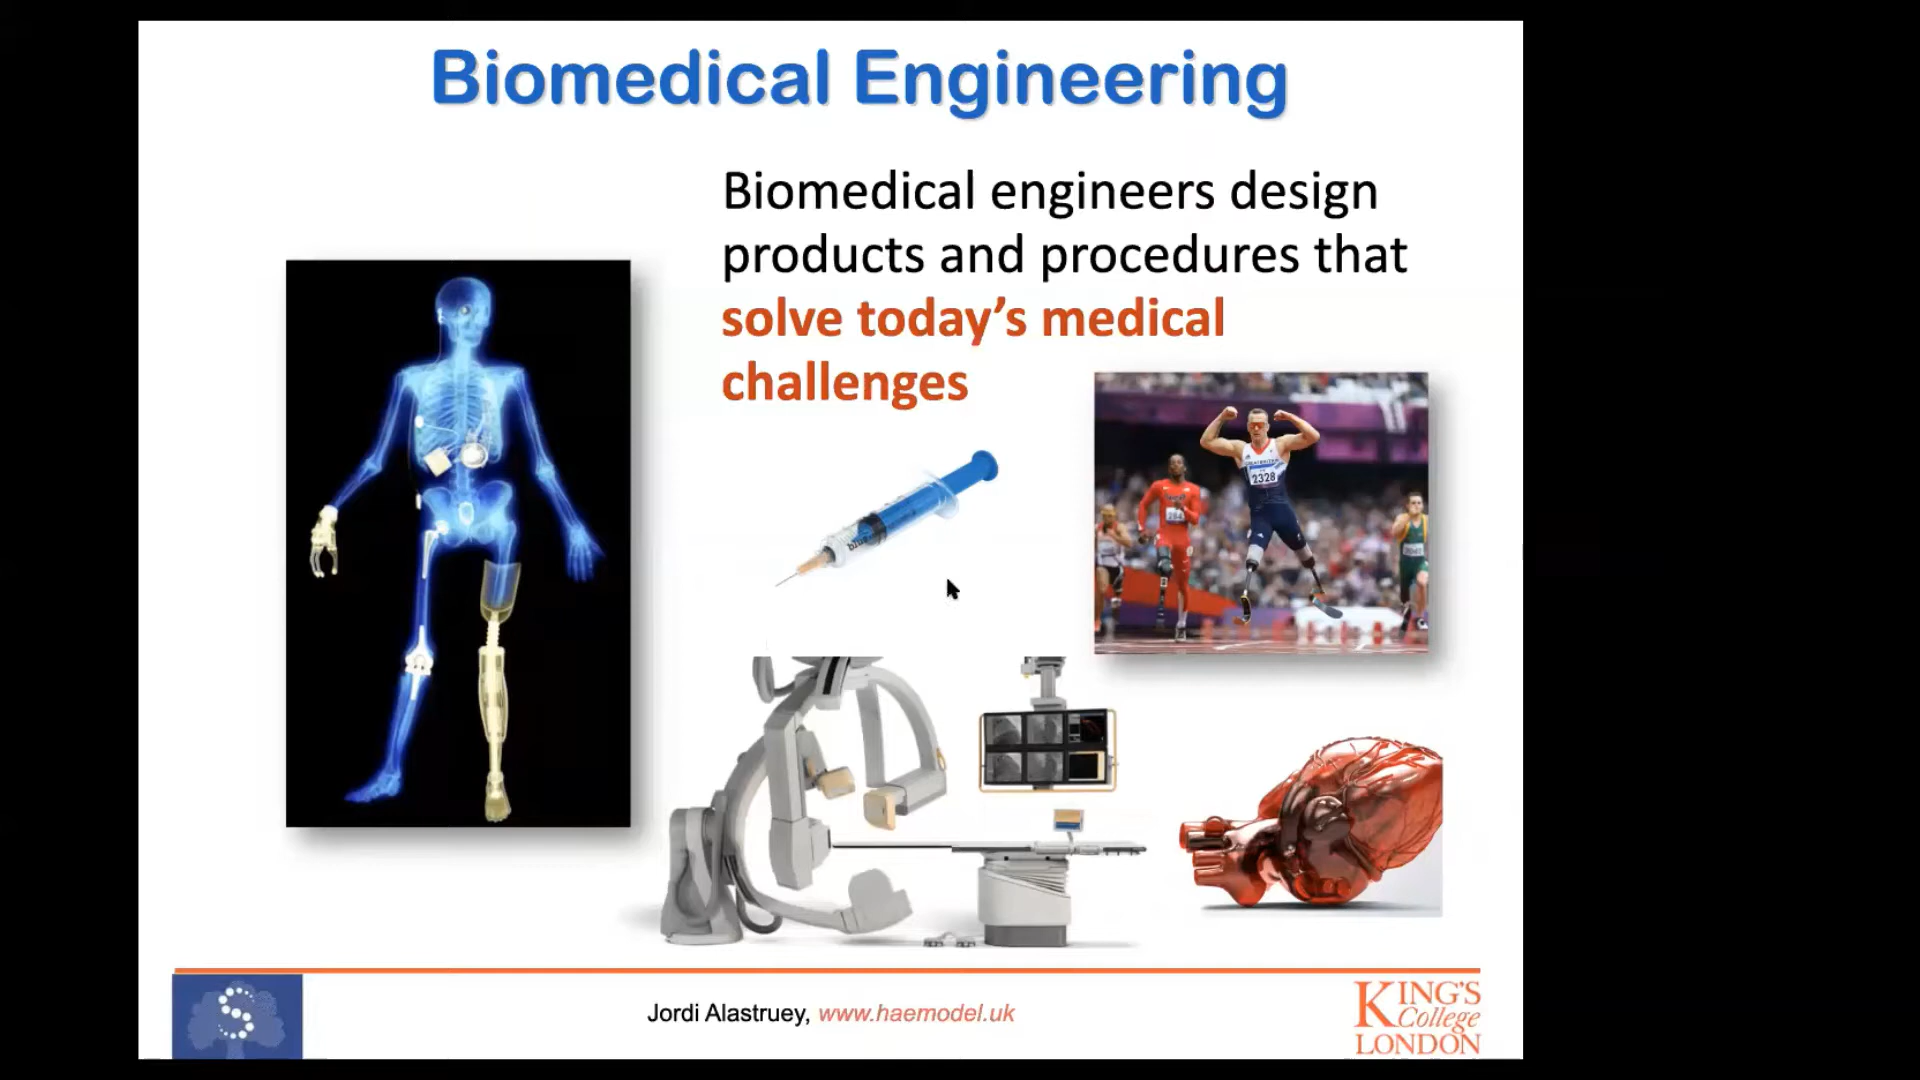 Biomedical Engineering
Biomedical engineers design
products and procedures that
solve today's medical
challenges
2328
Jordi Alastruey, www.haemodel.uk
KING'S
College
LONDON